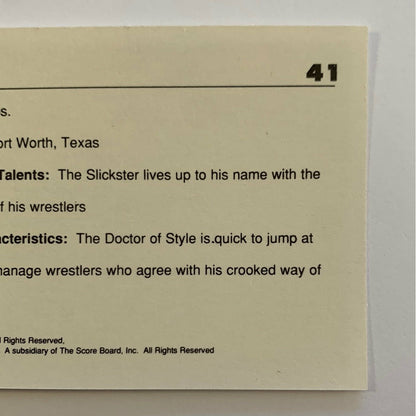 41
s.
ort Worth, Texas
Talents: The Slickster lives up to his name with the
f his wrestlers
acteristics: The Doctor of Style is.quick to jump at
manage wrestlers who agree with his crooked way of
l Rights Reserved,
A subsidiary of The Score Board, Inc. All Rights Reserved